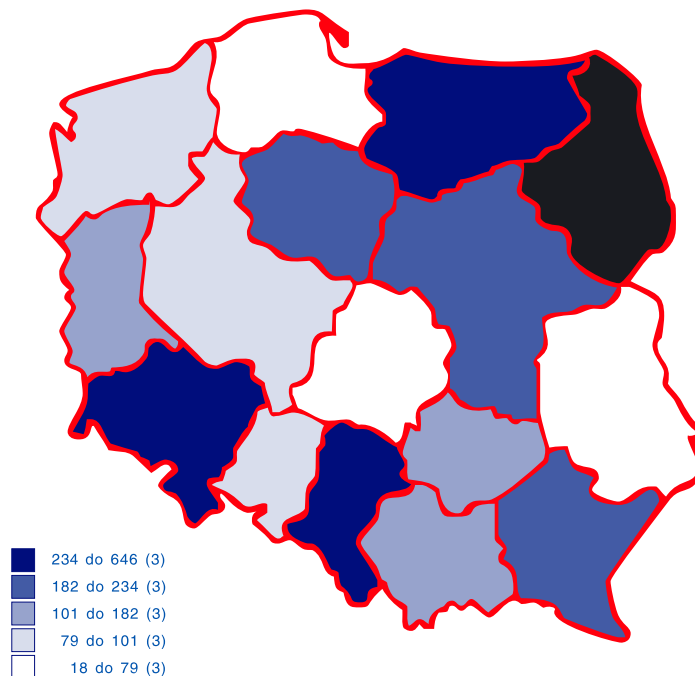 234 do 646 (3)
182 do 234 (3)
101 do 182 (3)
79 do 101 (3)
18 do 79 (3)